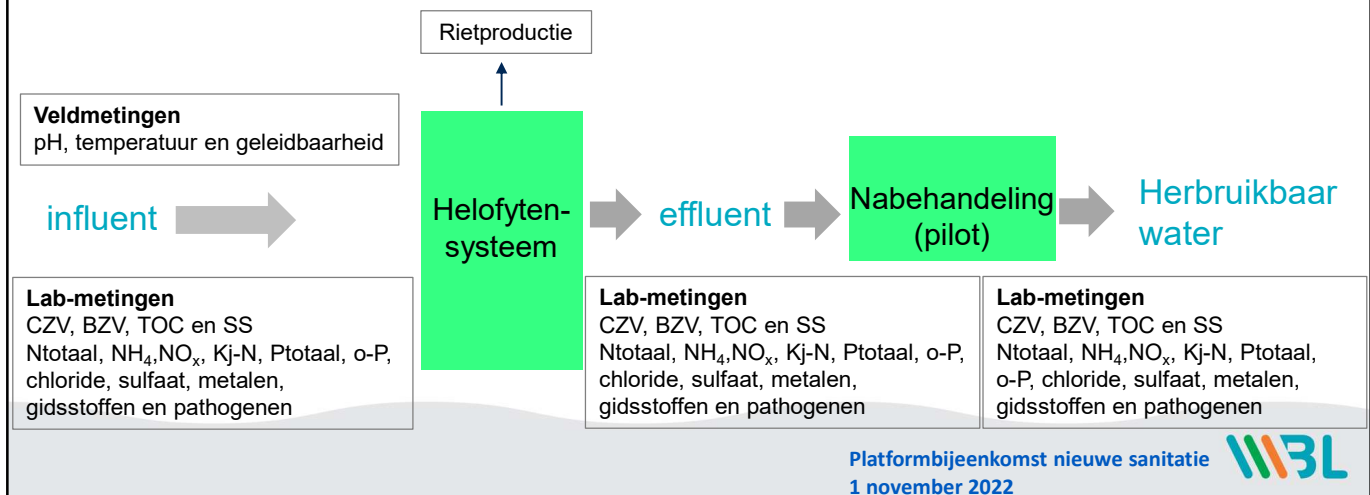 Rietproductie
Veldmetingen
pH, temperatuur en geleidbaarheid
influent
Helofyten-
systeem
effluent
Nabehandeling
(pilot)
Herbruikbaar
water
Lab-metingen
CZV, BZV, TOC en SS
Ntotaal, NH₄,NOₓ, Kj-N, Ptotaal, o-P,
chloride, sulfaat, metalen,
gidsstoffen en pathogenen
Lab-metingen
CZV, BZV, TOC en SS
Ntotaal, NH₄,NOₓ, Kj-N, Ptotaal, o-P,
chloride, sulfaat, metalen,
gidsstoffen en pathogenen
Lab-metingen
CZV, BZV, TOC en SS
Ntotaal, NH₄,NOₓ, Kj-N, Ptotaal,
o-P, chloride, sulfaat, metalen,
gidsstoffen en pathogenen
Platformbijeenkomst nieuwe sanitatie
1 november 2022
WBL